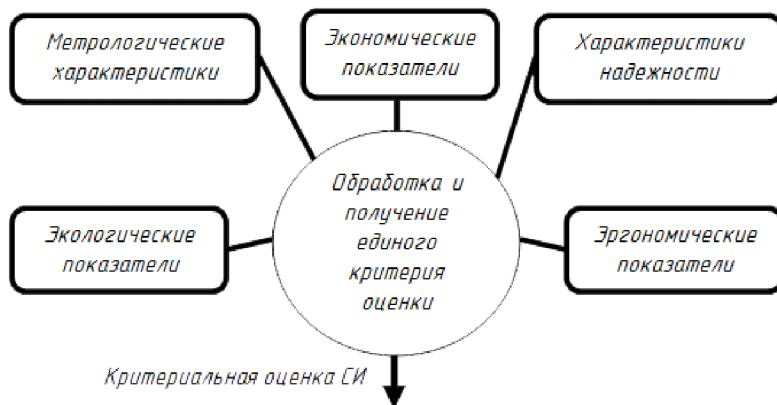 Метрологические
характеристики
Экономические
показатели
Характеристики
надежности
Обработка и
получение
единого
критерия
оценки
Экологические
показатели
Эргономические
показатели
Критериальная оценка СИ